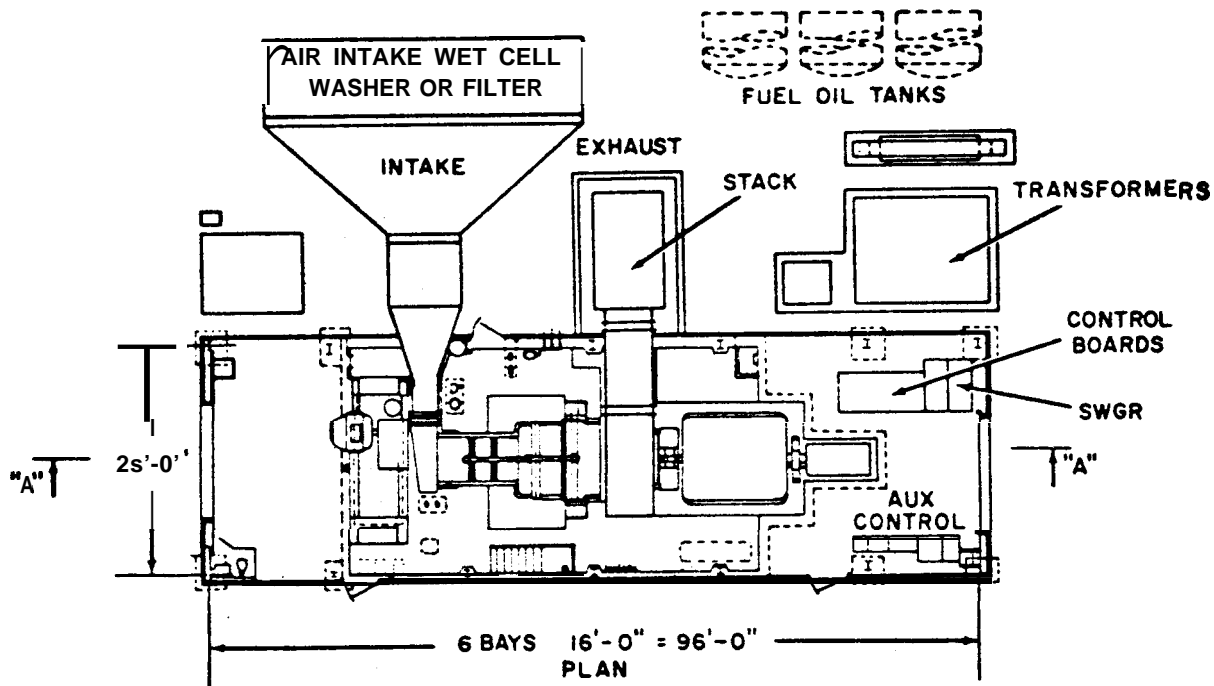 AIR INTAKE WET CELL
WASHER OR FILTER
INTAKE
FUEL OIL TANKS
EXHAUST
STACK
TRANSFORMERS
CONTROL
BOARDS
SWGR
"A"
2s'-0''
"A"
AUX
CONTROL
6 BAYS 16'-0" = 96'-0"
PLAN